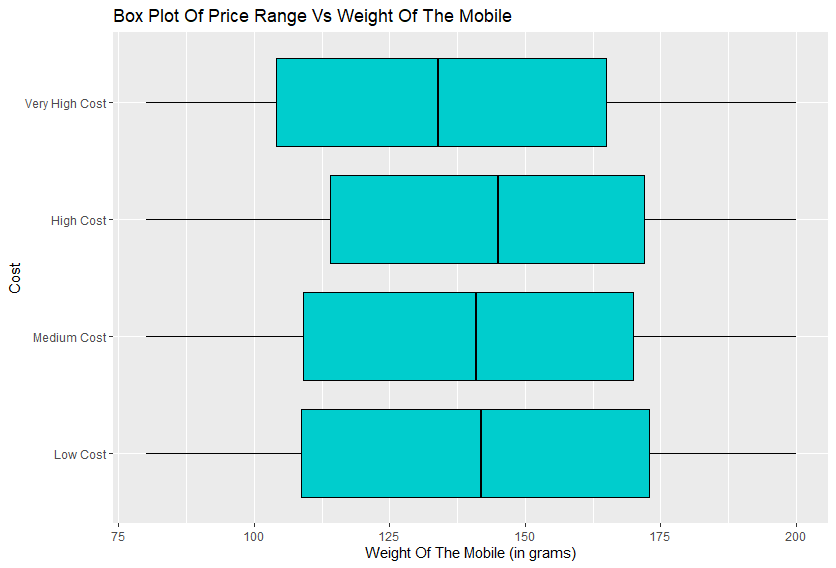 Box Plot Of Price Range Vs Weight Of The Mobile
Very High Cost
High Cost
Medium Cost
Low Cost
Cost
75 100 125 150 175 200
Weight Of The Mobile (in grams)